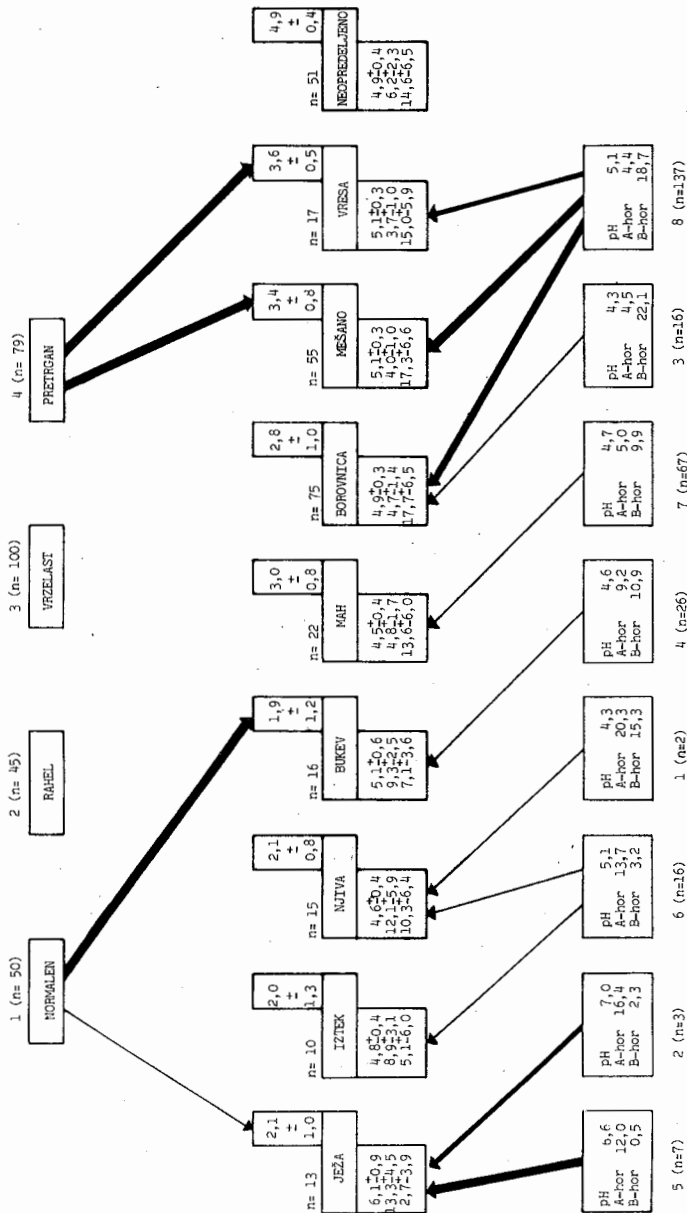 1 (n= 50) 2 (n= 45) 3 (n= 100) 4 (n= 79)
NORMALEN RAHEL VRZELAST PRETRGAN
2,1 ± 1,0
n= 13
JEŽA
6,1±0,9
13,3±4,5
2,7±3,9
2,0 ± 1,3
n= 10
IZTEK
4,8±0,4
8,9±3,1
5,1±6,0
2,1 ± 0,8
n= 15
NJIVA
4,6±0,4
12,1±5,9
10,3±6,4
1,9 ± 1,2
n= 16
BUKEV
5,1±0,6
9,3±2,5
7,1±3,6
3,0 ± 0,8
n= 22
MAH
4,5±0,4
4,8±1,7
13,6±6,0
2,8 ± 1,0
n= 75
BOROVNICA
4,9±0,3
4,7±1,4
17,7±6,5
3,4 ± 0,8
n= 55
MEŠANO
5,1±0,3
4,0±1,0
17,3±6,6
3,6 ± 0,5
n= 17
VRESA
5,1±0,3
3,7±1,0
15,0±5,9
4,9 ± 0,4
n= 51
NEOPREDELJENO
4,9±0,4
6,2±2,3
14,6±6,5
pH 6,6
A-hor 12,0
B-hor 0,5
5 (n=7)
pH 7,0
A-hor 16,4
B-hor 2,3
2 (n=3)
pH 5,1
A-hor 13,7
B-hor 3,2
6 (n=16)
pH 4,3
A-hor 20,3
B-hor 15,3
1 (n=2)
pH 4,6
A-hor 9,2
B-hor 10,9
4 (n=26)
pH 4,7
A-hor 5,0
B-hor 9,9
7 (n=67)
pH 4,3
A-hor 4,5
B-hor 22,1
3 (n=16)
pH 5,1
A-hor 4,4
B-hor 18,7
8 (n=137)